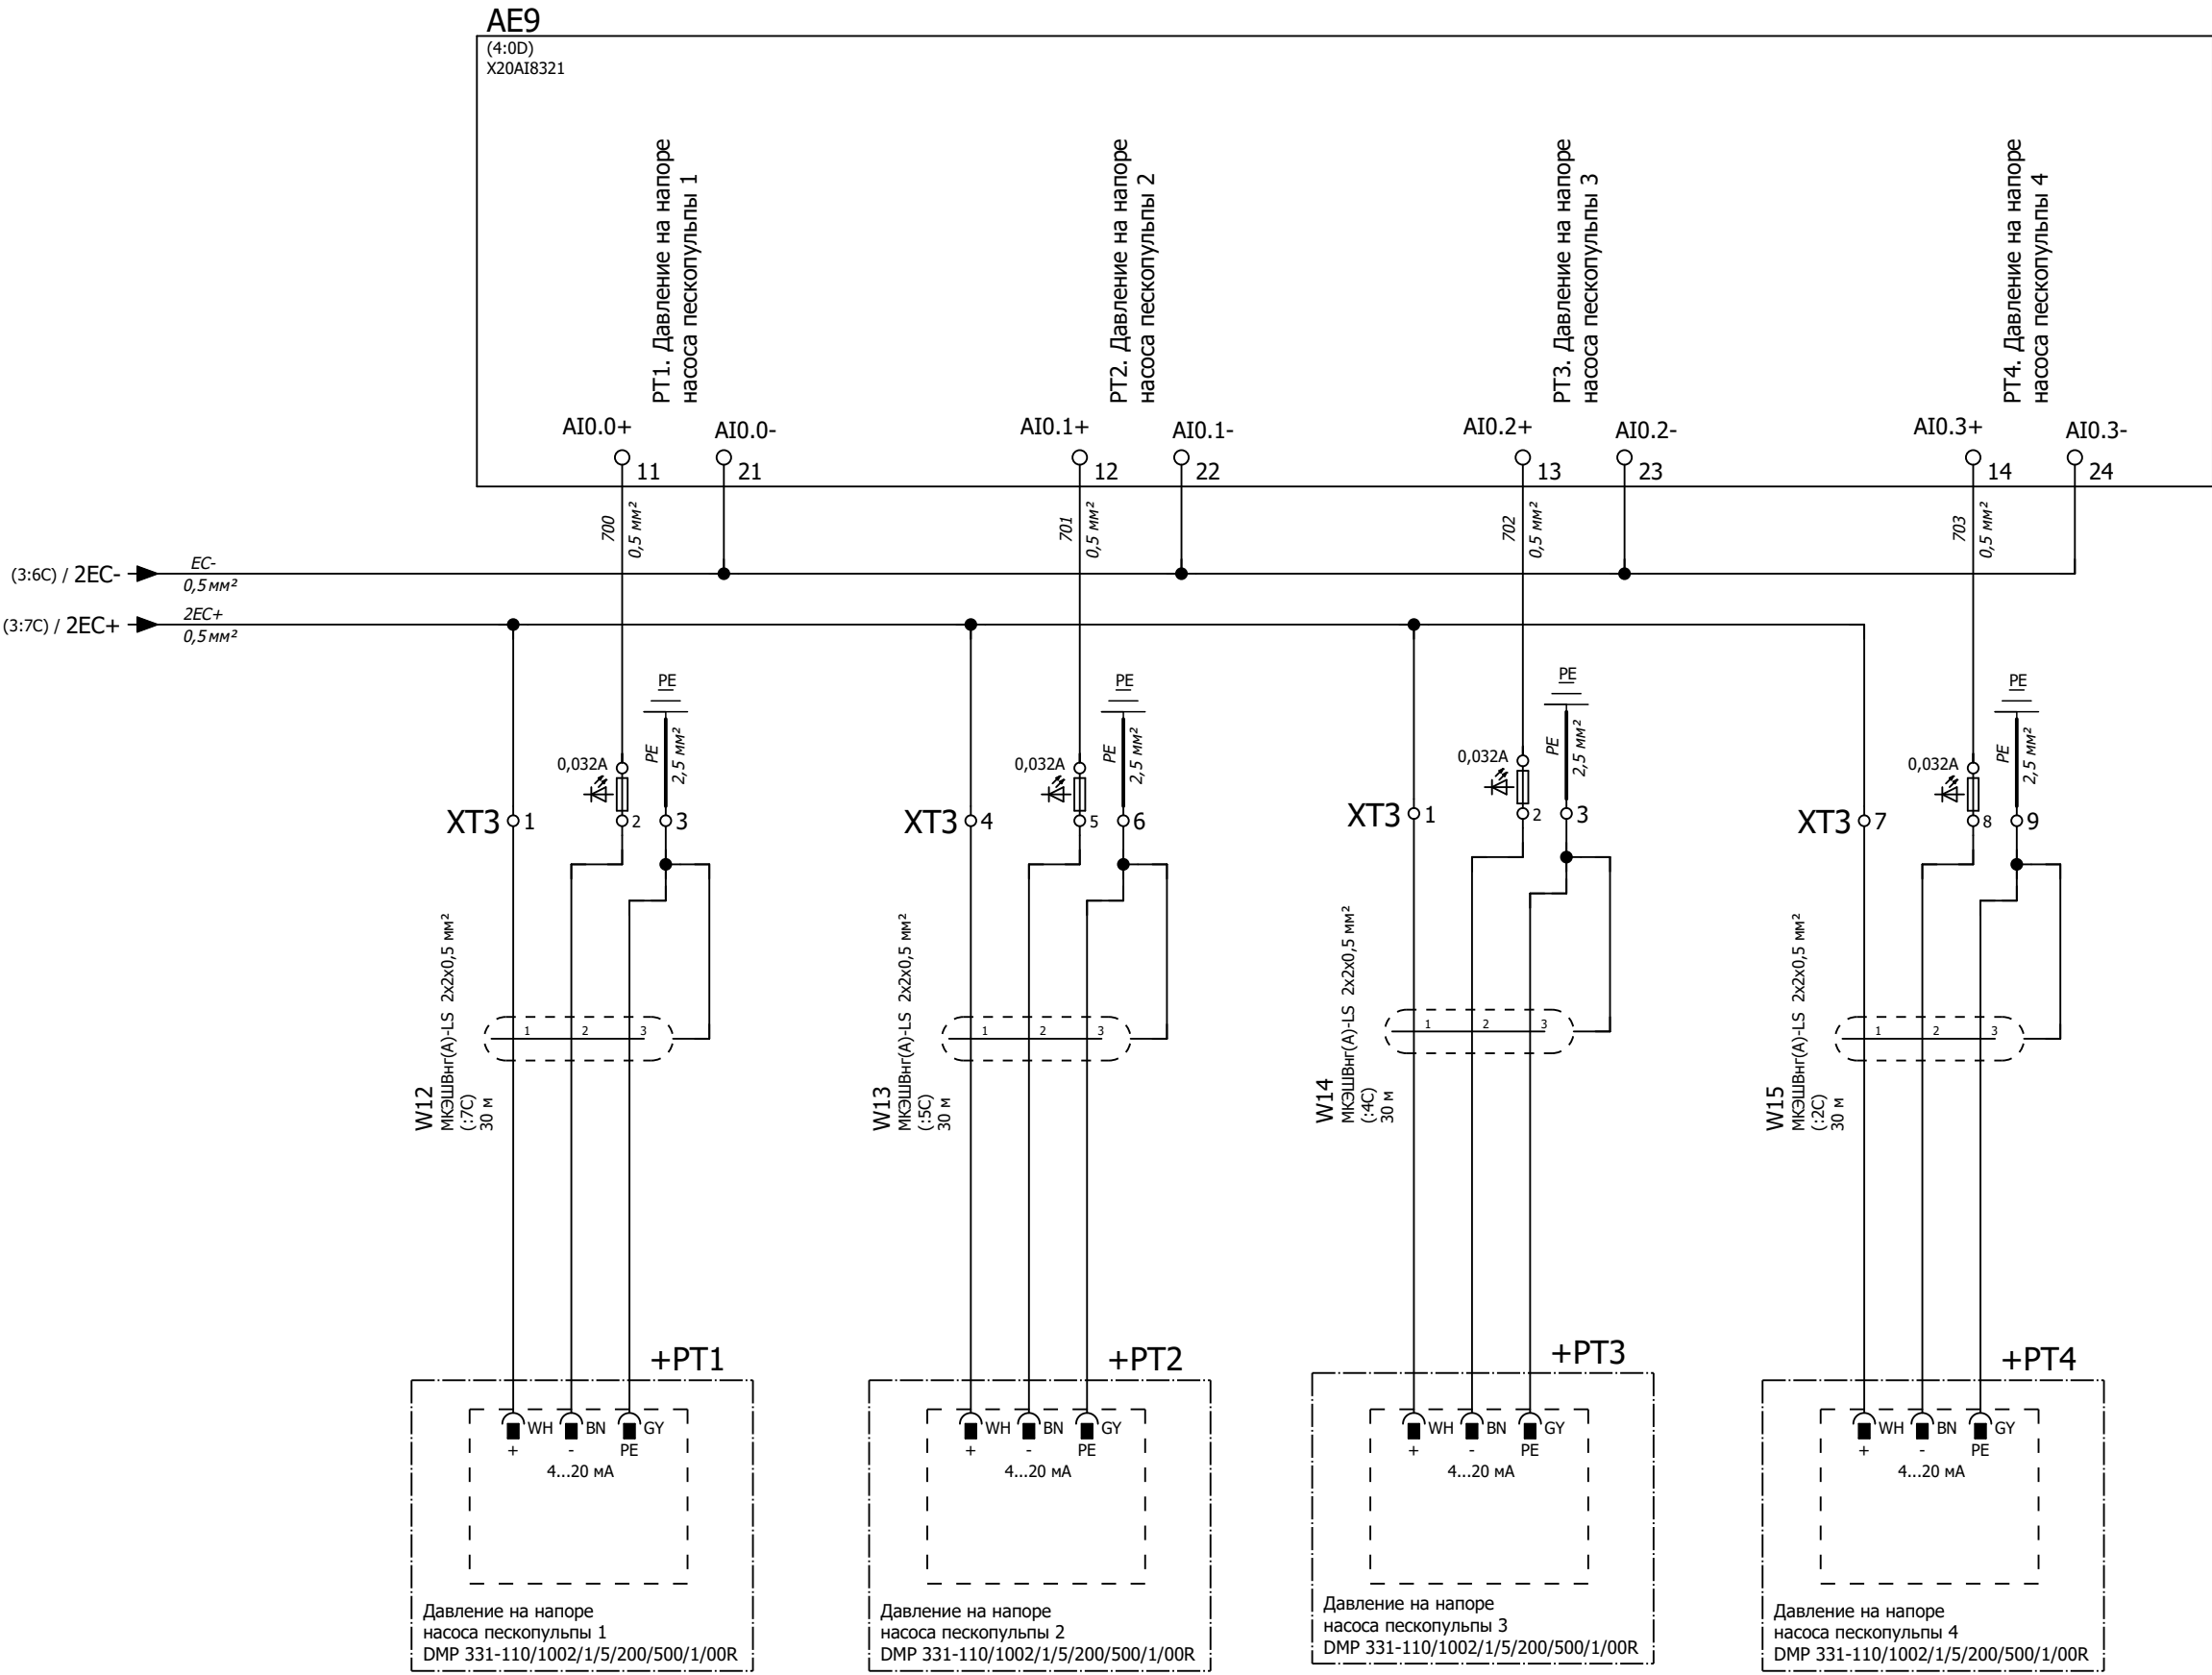 AE9
(4:0D)
X20AI8321
PT1. Давление на напоре
насоса пескопульпы 1
PT2. Давление на напоре
насоса пескопульпы 2
PT3. Давление на напоре
насоса пескопульпы 3
PT4. Давление на напоре
насоса пескопульпы 4
AI0.0+ AI0.0- AI0.1+ AI0.1- AI0.2+ AI0.2- AI0.3+ AI0.3-
11 21 12 22 13 23 14 24
700 0,5 мм² 701 0,5 мм² 702 0,5 мм² 703 0,5 мм²
(3:6C) / 2EC- EC-
0,5 мм²
(3:7C) / 2EC+ 2EC+
0,5 мм²
PE PE PE PE
PE 2,5 мм² PE 2,5 мм² PE 2,5 мм² PE 2,5 мм²
0,032A 0,032A 0,032A 0,032A
XT3 1 2 3 XT3 4 5 6 XT3 1 2 3 XT3 7 8 9
W12
МКЭШВнг(А)-LS 2x2x0,5 мм²
(:7C)
30 м
1 2 3
W13
МКЭШВнг(А)-LS 2x2x0,5 мм²
(:5C)
30 м
1 2 3
W14
МКЭШВнг(А)-LS 2x2x0,5 мм²
(:4C)
30 м
1 2 3
W15
МКЭШВнг(А)-LS 2x2x0,5 мм²
(:2C)
30 м
1 2 3
+PT1
WH BN GY
+ - PE
4...20 мА
Давление на напоре
насоса пескопульпы 1
DMP 331-110/1002/1/5/200/500/1/00R
+PT2
WH BN GY
+ - PE
4...20 мА
Давление на напоре
насоса пескопульпы 2
DMP 331-110/1002/1/5/200/500/1/00R
+PT3
WH BN GY
+ - PE
4...20 мА
Давление на напоре
насоса пескопульпы 3
DMP 331-110/1002/1/5/200/500/1/00R
+PT4
WH BN GY
+ - PE
4...20 мА
Давление на напоре
насоса пескопульпы 4
DMP 331-110/1002/1/5/200/500/1/00R